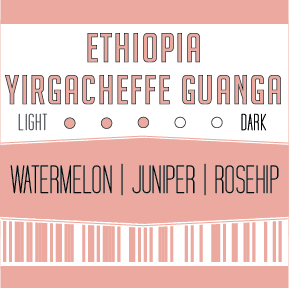 ETHIOPIA
YIRGACHEFFE GUANGA
LIGHT DARK
WATERMELON | JUNIPER | ROSEHIP